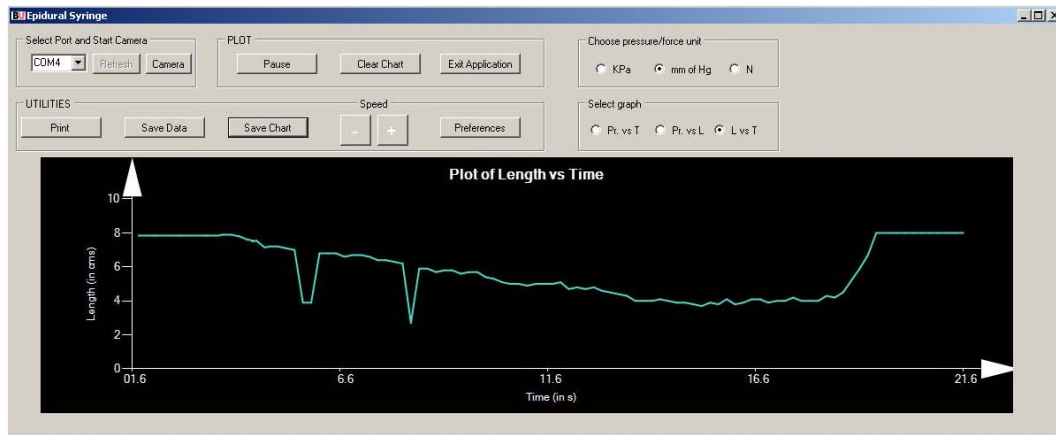 BJ Epidural Syringe
Select Port and Start Camera
COM4 Refresh Camera
PLOT
Pause Clear Chart Exit Application
Choose pressure/force unit
KPa mm of Hg N
UTILITIES
Print Save Data Save Chart
Speed
- +
Preferences
Select graph
Pr. vs T Pr. vs L L vs T
Plot of Length vs Time
Length (in cms)
10
8
6
4
2
0
01.6 6.6 11.6 16.6 21.6
Time (in s)